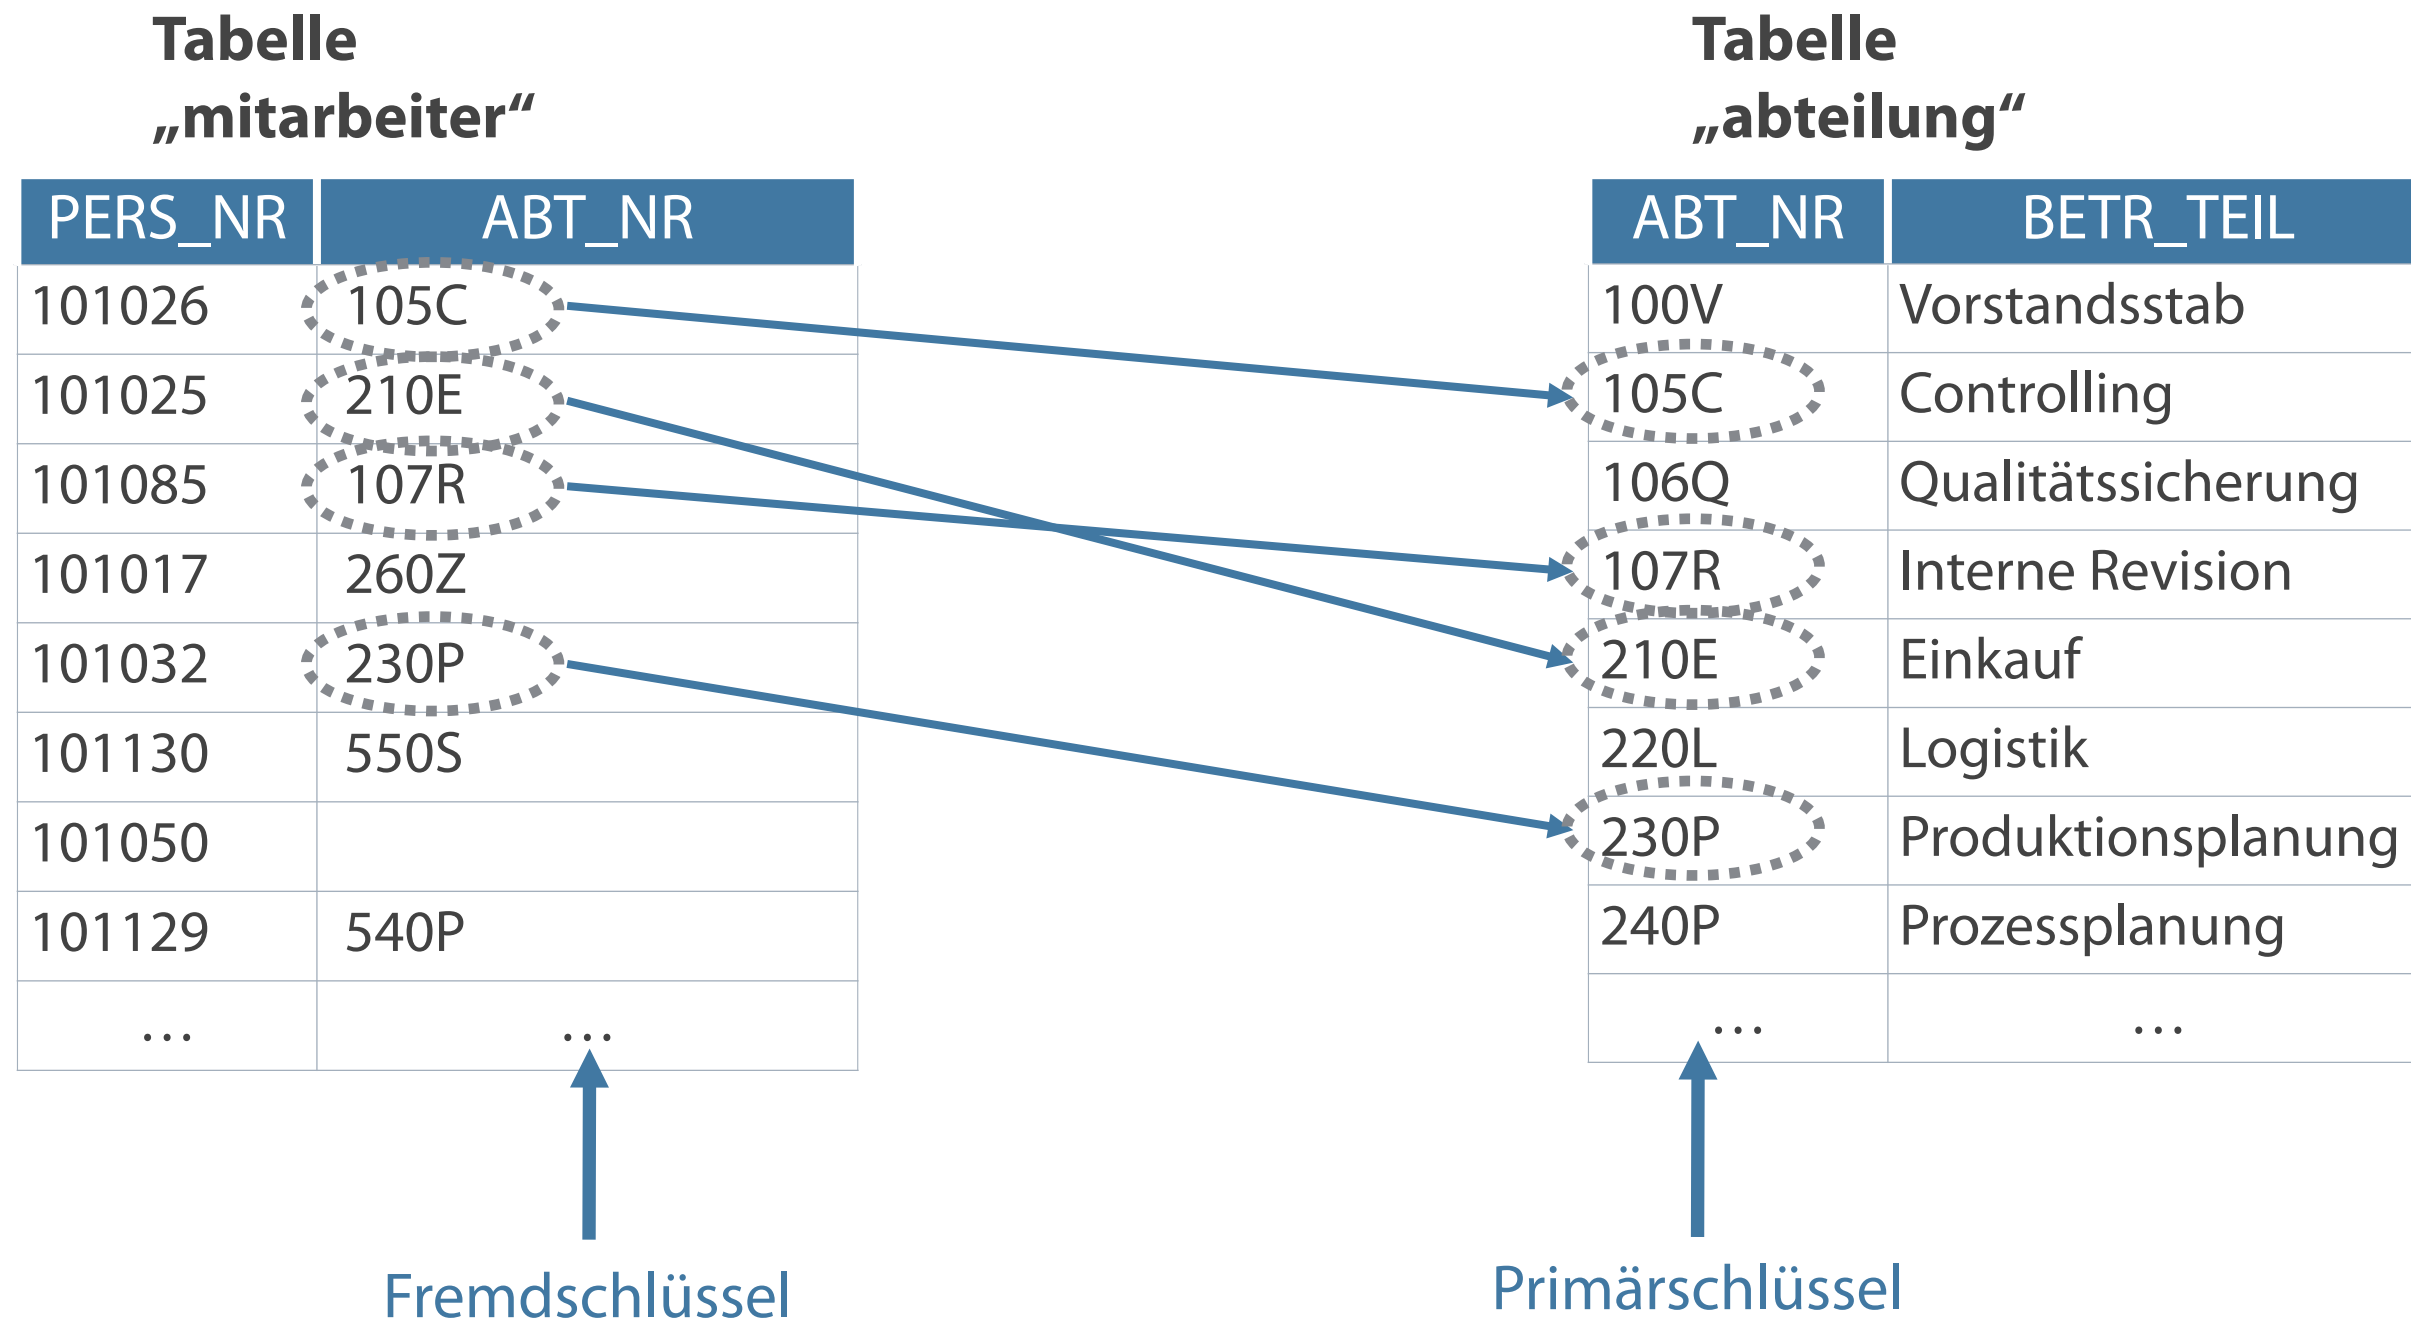 Tabelle
„mitarbeiter“
PERS_NR ABT_NR
101026 105C
101025 210E
101085 107R
101017 260Z
101032 230P
101130 550S
101050
101129 540P
... ...
Fremdschlüssel
Tabelle
„abteilung“
ABT_NR BETR_TEIL
100V Vorstandsstab
105C Controlling
106Q Qualitätssicherung
107R Interne Revision
210E Einkauf
220L Logistik
230P Produktionsplanung
240P Prozessplanung
... ...
Primärschlüssel